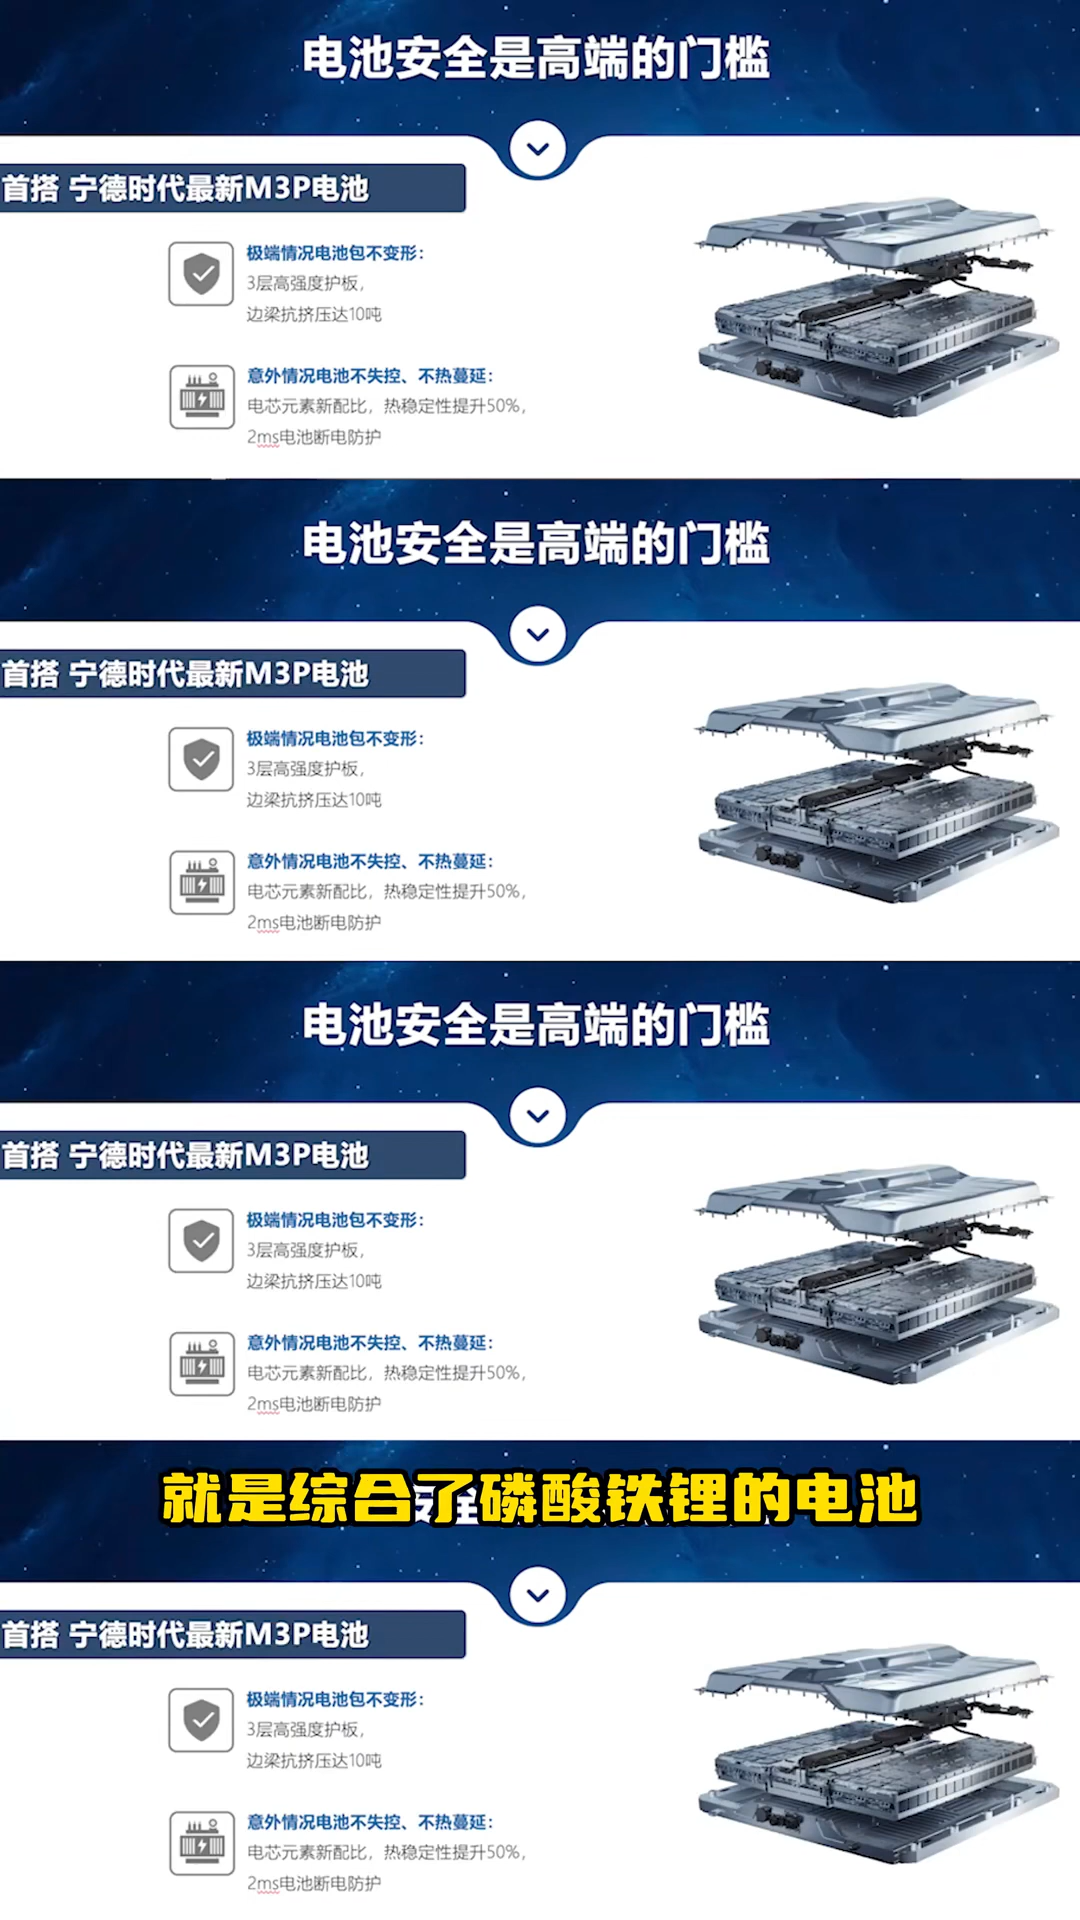 电池安全是高端的门槛
首搭 宁德时代最新M3P电池
极端情况电池包不变形：
3层高强度护板，
边梁抗挤压达10吨
意外情况电池不失控、不热蔓延：
电芯元素新配比，热稳定性提升50%，
2ms电池断电防护
电池安全是高端的门槛
首搭 宁德时代最新M3P电池
极端情况电池包不变形：
3层高强度护板，
边梁抗挤压达10吨
意外情况电池不失控、不热蔓延：
电芯元素新配比，热稳定性提升50%，
2ms电池断电防护
电池安全是高端的门槛
首搭 宁德时代最新M3P电池
极端情况电池包不变形：
3层高强度护板，
边梁抗挤压达10吨
意外情况电池不失控、不热蔓延：
电芯元素新配比，热稳定性提升50%，
2ms电池断电防护
就是综合了磷酸铁锂的电池
首搭 宁德时代最新M3P电池
极端情况电池包不变形：
3层高强度护板，
边梁抗挤压达10吨
意外情况电池不失控、不热蔓延：
电芯元素新配比，热稳定性提升50%，
2ms电池断电防护